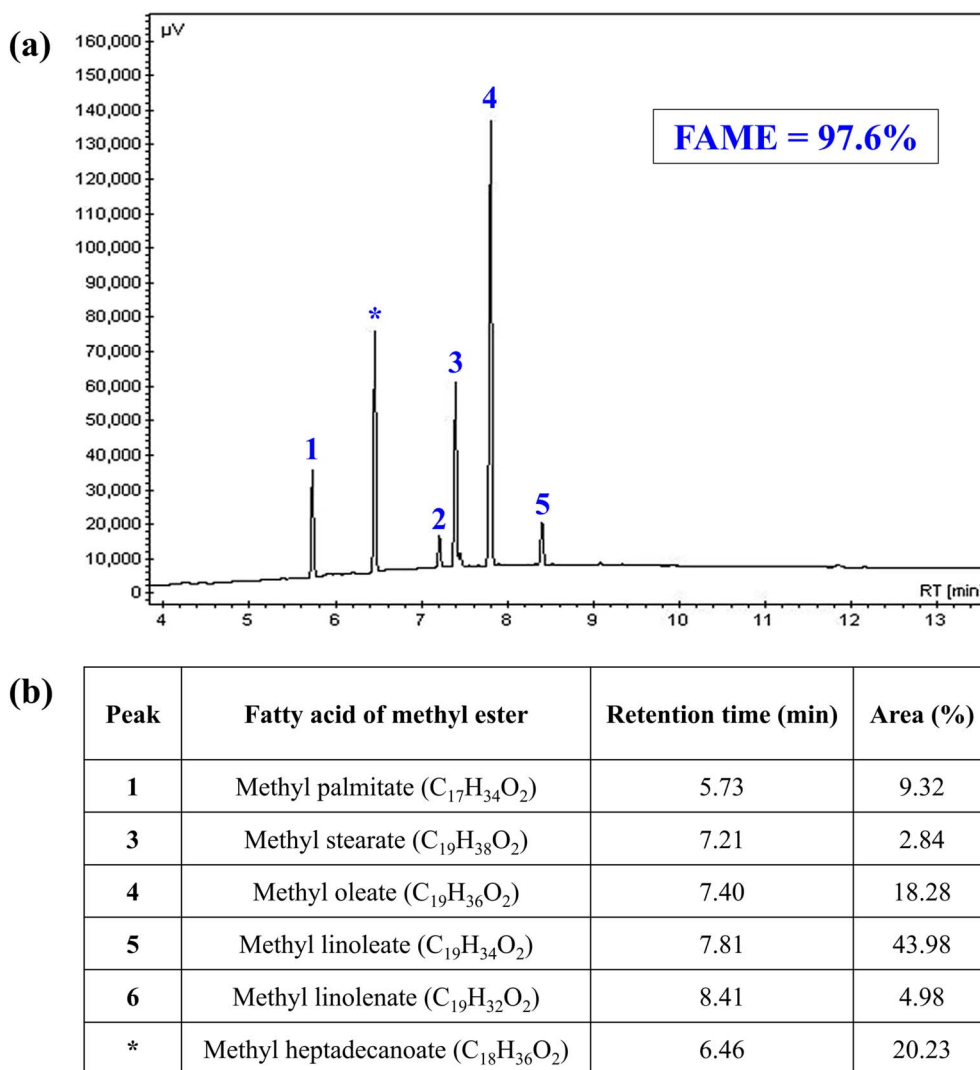 (a)
µV
160,000
150,000
140,000
130,000
120,000
110,000
100,000
90,000
80,000
70,000
60,000
50,000
40,000
30,000
20,000
10,000
0
1
*
2
3
4
5
FAME = 97.6%
RT [min]
4 5 6 7 8 9 10 11 12 13
(b)
Peak Fatty acid of methyl ester Retention time (min) Area (%)
1 Methyl palmitate (C₁₇H₃₄O₂) 5.73 9.32
3 Methyl stearate (C₁₉H₃₈O₂) 7.21 2.84
4 Methyl oleate (C₁₉H₃₆O₂) 7.40 18.28
5 Methyl linoleate (C₁₉H₃₄O₂) 7.81 43.98
6 Methyl linolenate (C₁₉H₃₂O₂) 8.41 4.98
* Methyl heptadecanoate (C₁₈H₃₆O₂) 6.46 20.23